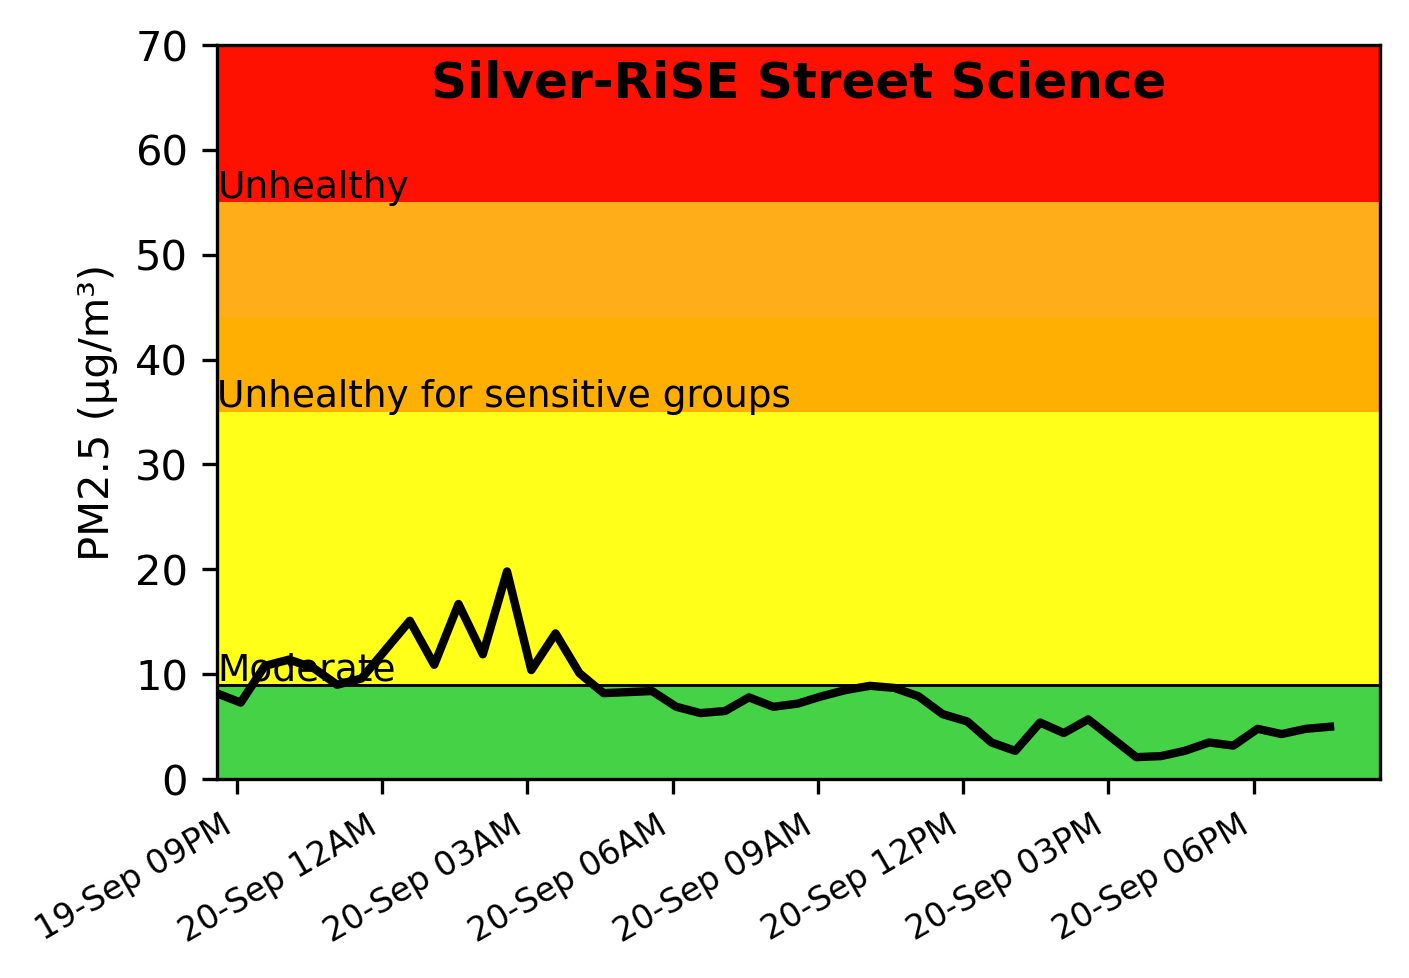 Silver-RiSE Street Science
70
60
50
40
30
20
10
0
PM2.5 (µg/m³)
Unhealthy
Unhealthy for sensitive groups
Moderate
19-Sep 09PM
20-Sep 12AM
20-Sep 03AM
20-Sep 06AM
20-Sep 09AM
20-Sep 12PM
20-Sep 03PM
20-Sep 06PM